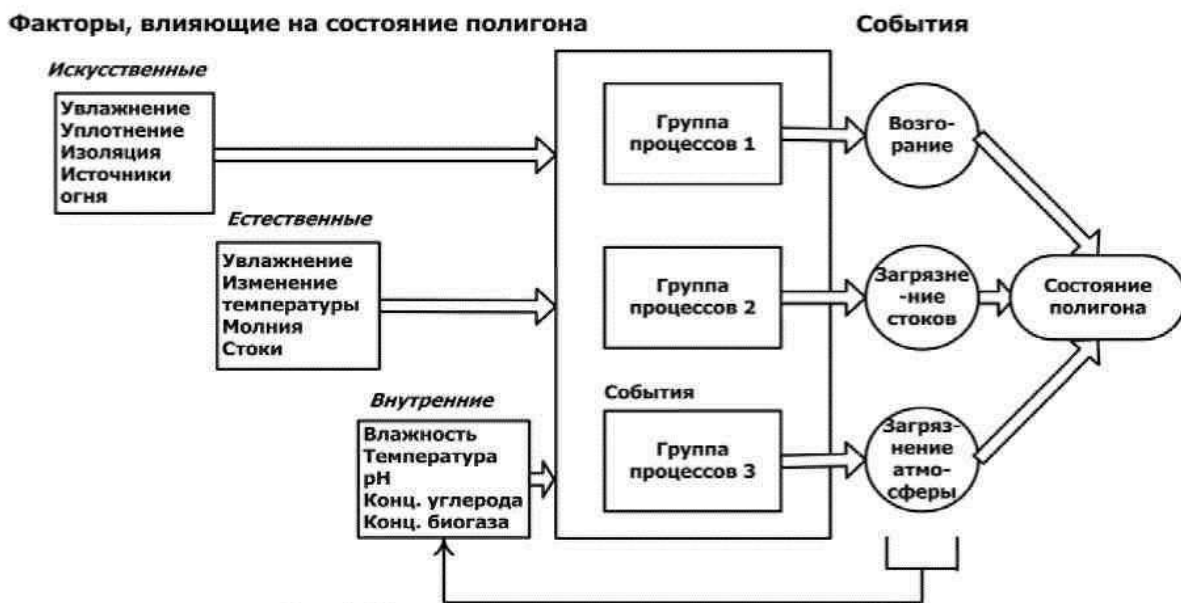 Факторы, влияющие на состояние полигона
События
Искусственные
Увлажнение
Уплотнение
Изоляция
Источники
огня
Естественные
Увлажнение
Изменение
температуры
Молния
Стоки
Внутренние
Влажность
Температура
pH
Конц. углерода
Конц. биогаза
Группа
процессов 1
Группа
процессов 2
События
Группа
процессов 3
Возго-
рание
Загрязне
-ние
стоков
Загряз-
нение
атмо-
сферы
Состояние
полигона